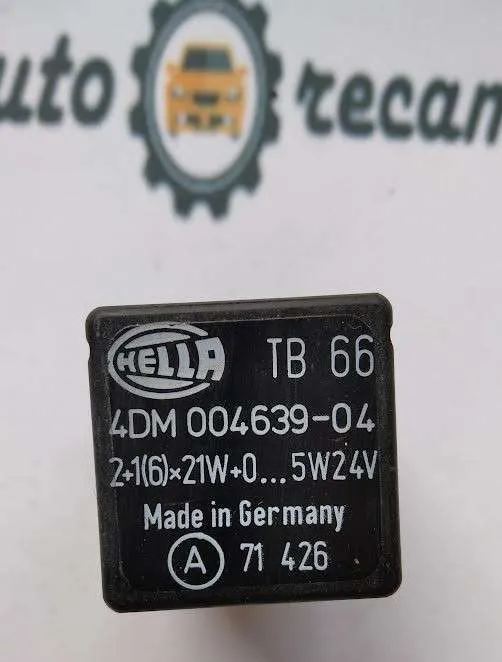 uto recam
HELLA TB 66
4DM 004639-04
2+1(6)×21W+0...5W24V
Made in Germany
A 71 426